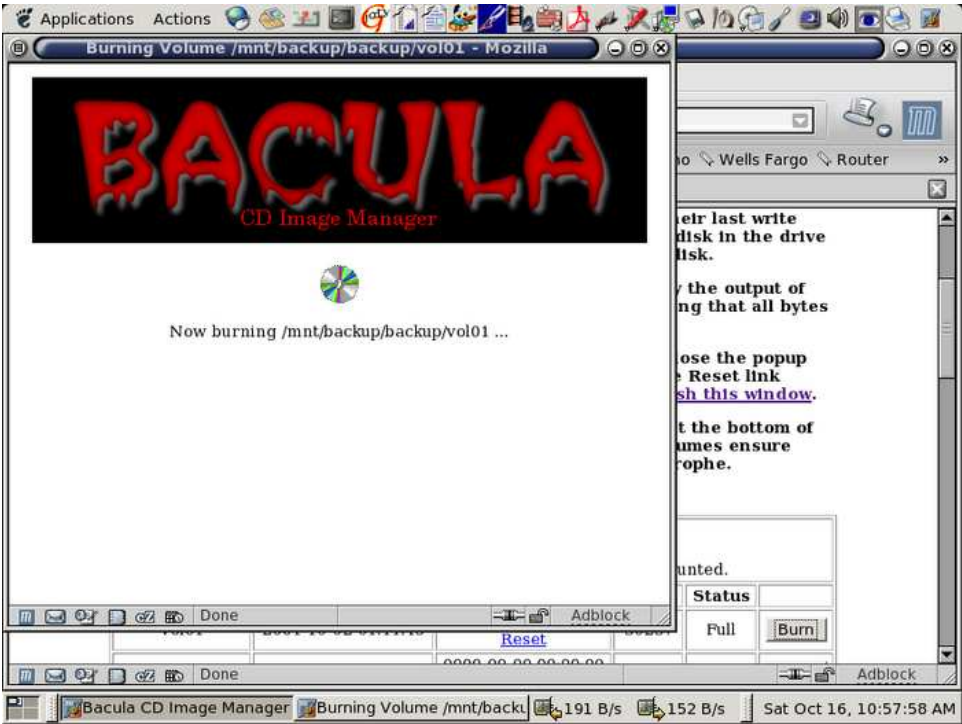 Applications Actions
Burning Volume /mnt/backup/backup/vol01 - Mozilla
BACULA
CD Image Manager
Now burning /mnt/backup/backup/vol01 ...
Done
Adblock
Wells Fargo Router »
eir last write
disk in the drive
disk.
the output of
ng that all bytes
ose the popup
Reset link
sh this window.
t the bottom of
umes ensure
rophe.
unted.
Status
Reset
Full
Burn
Done
Adblock
Bacula CD Image Manager
Burning Volume /mnt/backu
191 B/s
152 B/s
Sat Oct 16, 10:57:58 AM